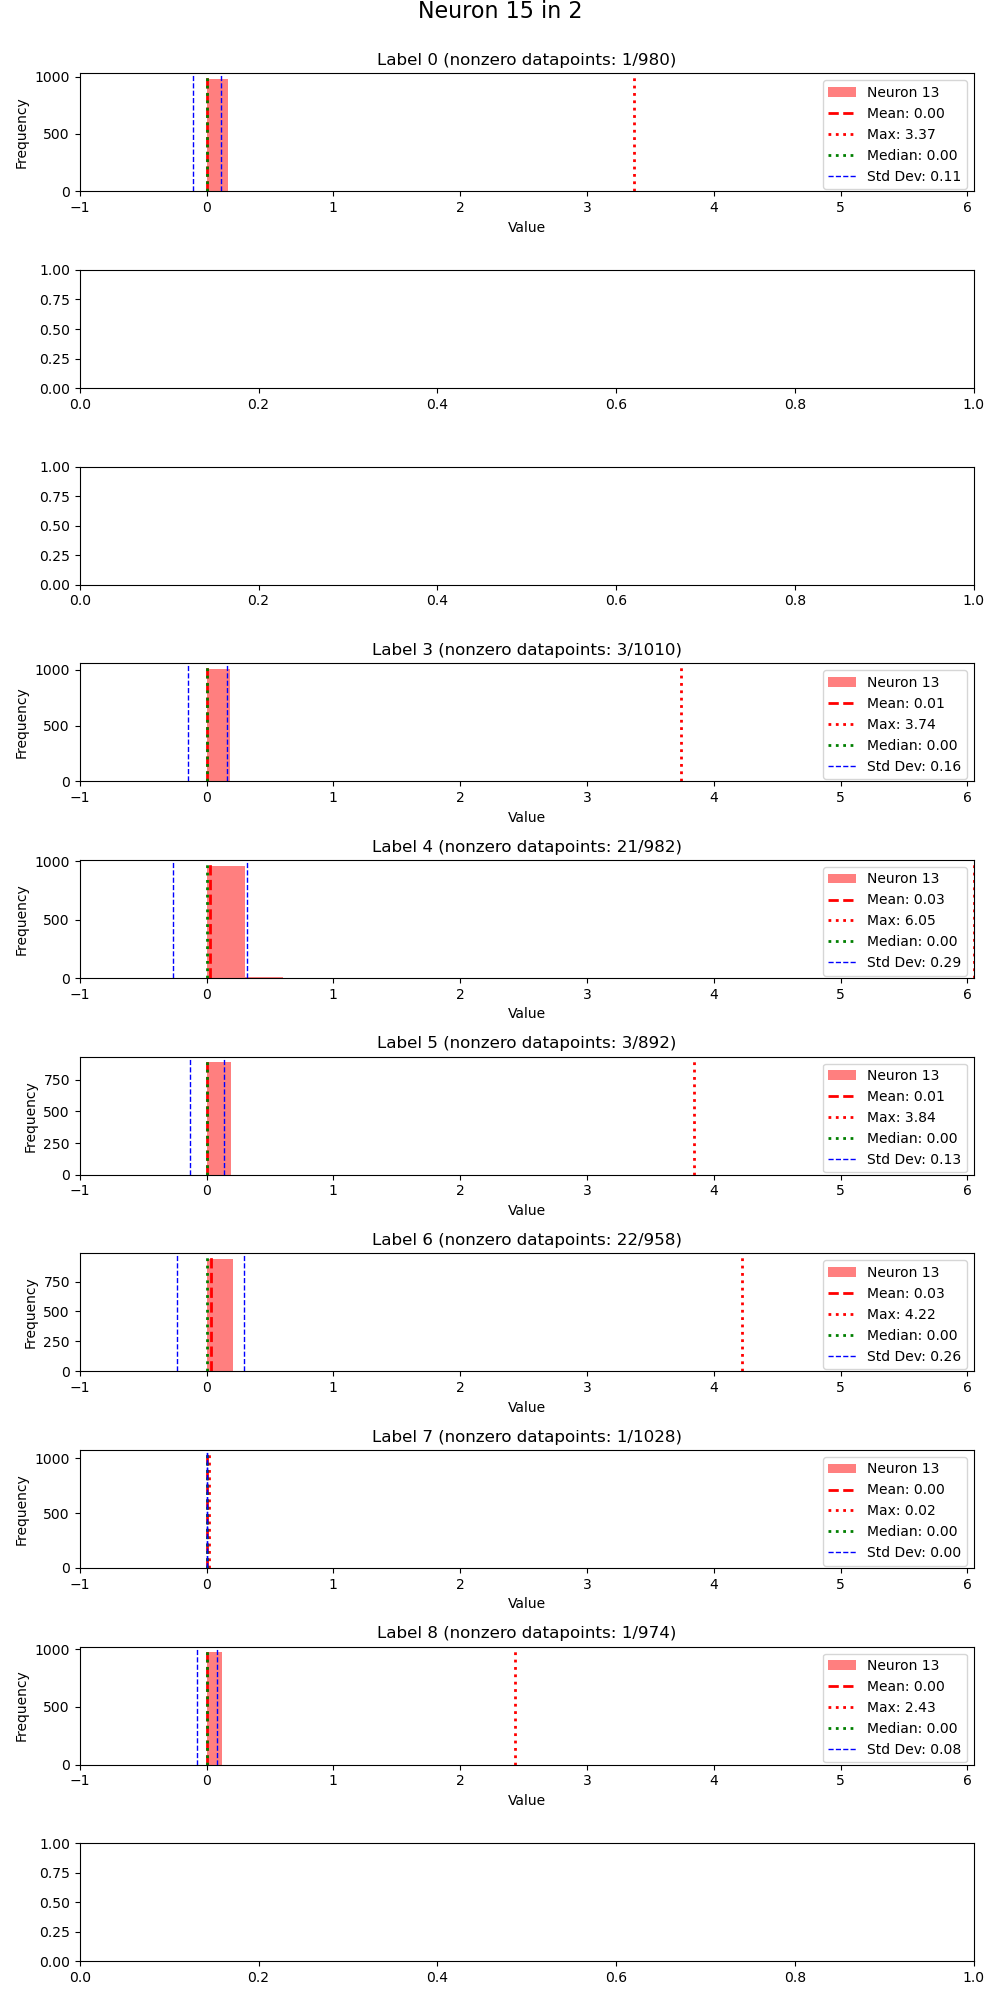 Neuron 15 in 2
Label 0 (nonzero datapoints: 1/980)
Frequency
1000
500
0
Neuron 13
Mean: 0.00
Max: 3.37
Median: 0.00
Std Dev: 0.11
−1 0 1 2 3 4 5 6
Value
1.00
0.75
0.50
0.25
0.00
0.0 0.2 0.4 0.6 0.8 1.0
1.00
0.75
0.50
0.25
0.00
0.0 0.2 0.4 0.6 0.8 1.0
Label 3 (nonzero datapoints: 3/1010)
Frequency
1000
500
0
Neuron 13
Mean: 0.01
Max: 3.74
Median: 0.00
Std Dev: 0.16
−1 0 1 2 3 4 5 6
Value
Label 4 (nonzero datapoints: 21/982)
Frequency
1000
500
0
Neuron 13
Mean: 0.03
Max: 6.05
Median: 0.00
Std Dev: 0.29
−1 0 1 2 3 4 5 6
Value
Label 5 (nonzero datapoints: 3/892)
Frequency
750
500
250
0
Neuron 13
Mean: 0.01
Max: 3.84
Median: 0.00
Std Dev: 0.13
−1 0 1 2 3 4 5 6
Value
Label 6 (nonzero datapoints: 22/958)
Frequency
750
500
250
0
Neuron 13
Mean: 0.03
Max: 4.22
Median: 0.00
Std Dev: 0.26
−1 0 1 2 3 4 5 6
Value
Label 7 (nonzero datapoints: 1/1028)
Frequency
1000
500
0
Neuron 13
Mean: 0.00
Max: 0.02
Median: 0.00
Std Dev: 0.00
−1 0 1 2 3 4 5 6
Value
Label 8 (nonzero datapoints: 1/974)
Frequency
1000
500
0
Neuron 13
Mean: 0.00
Max: 2.43
Median: 0.00
Std Dev: 0.08
−1 0 1 2 3 4 5 6
Value
1.00
0.75
0.50
0.25
0.00
0.0 0.2 0.4 0.6 0.8 1.0